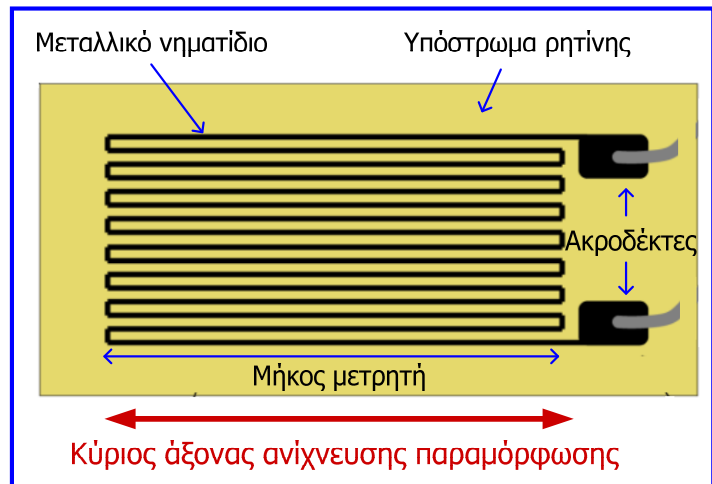 Μεταλλικό νηματίδιο
Υπόστρωμα ρητίνης
Ακροδέκτες
Μήκος μετρητή
Κύριος άξονας ανίχνευσης παραμόρφωσης